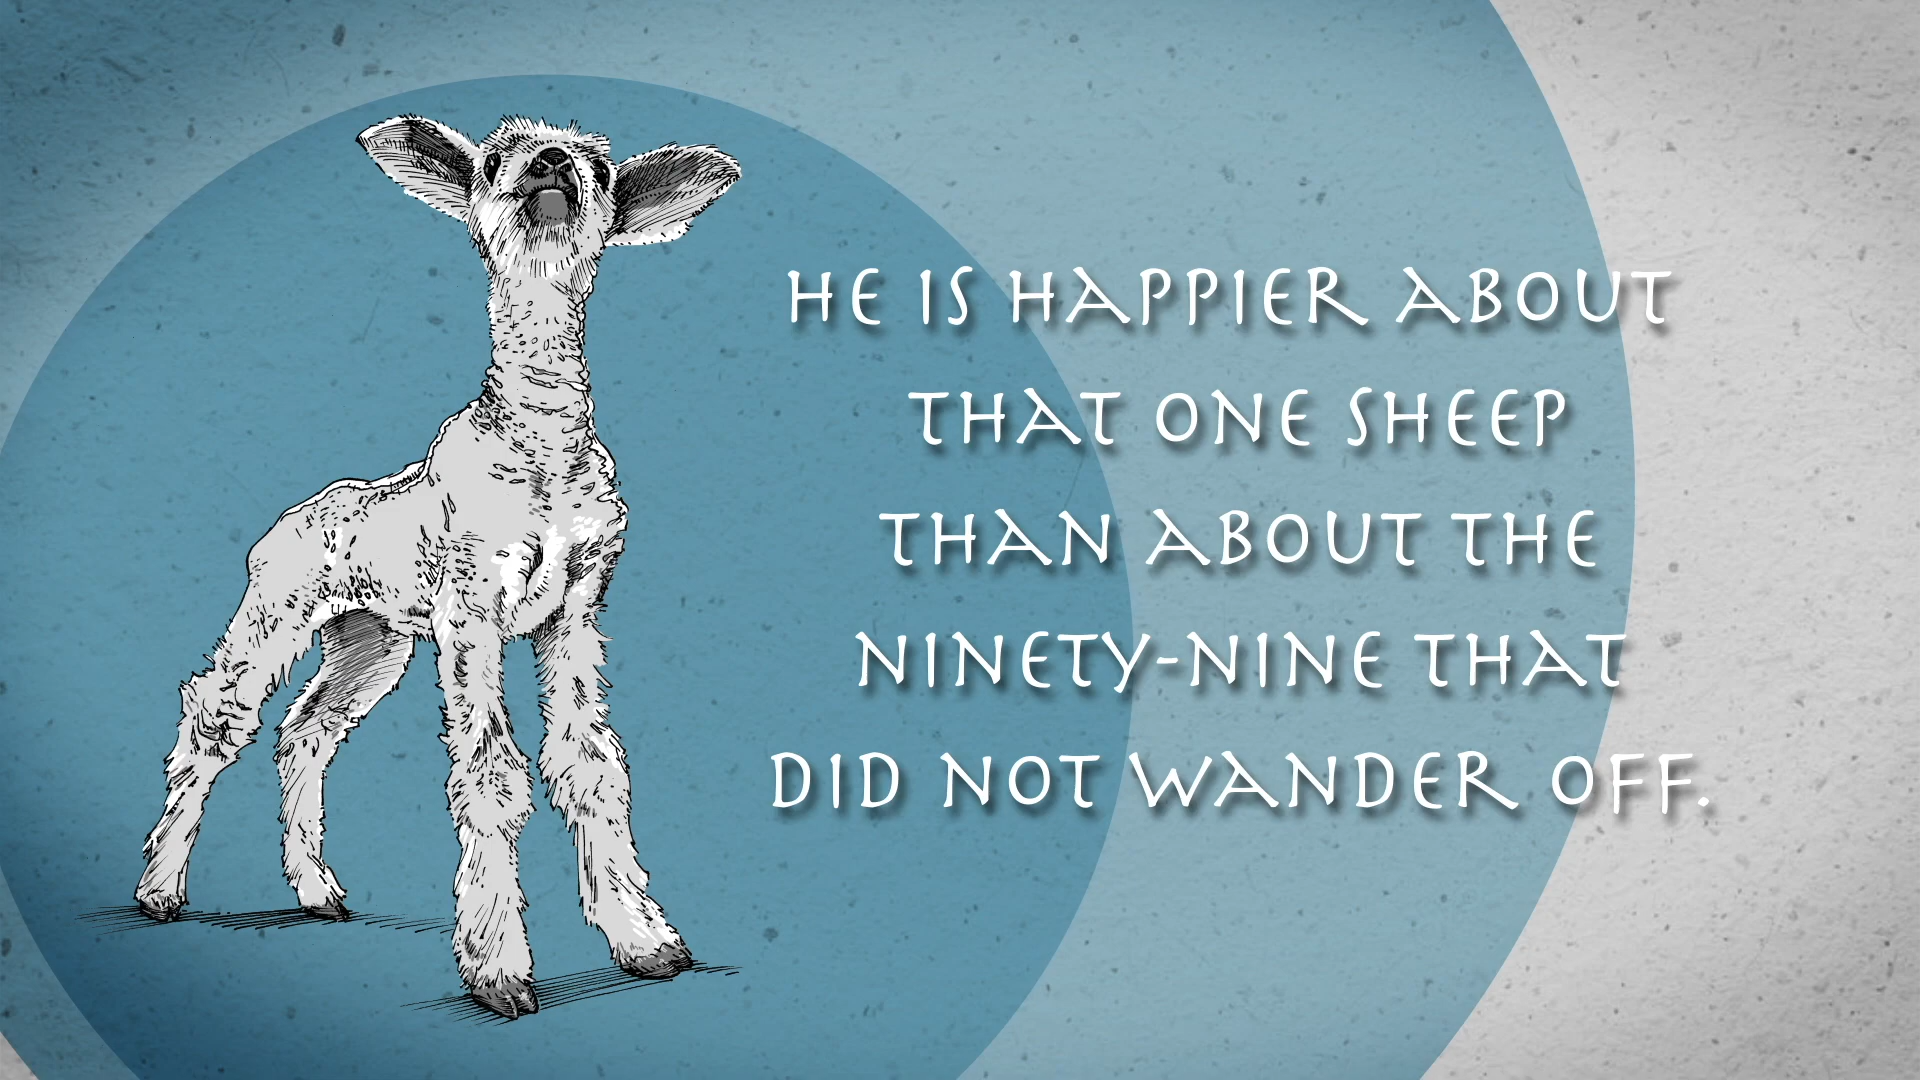 HE IS HAPPIER ABOUT
THAT ONE SHEEP
THAN ABOUT THE
NINETY-NINE THAT
DID NOT WANDER OFF.